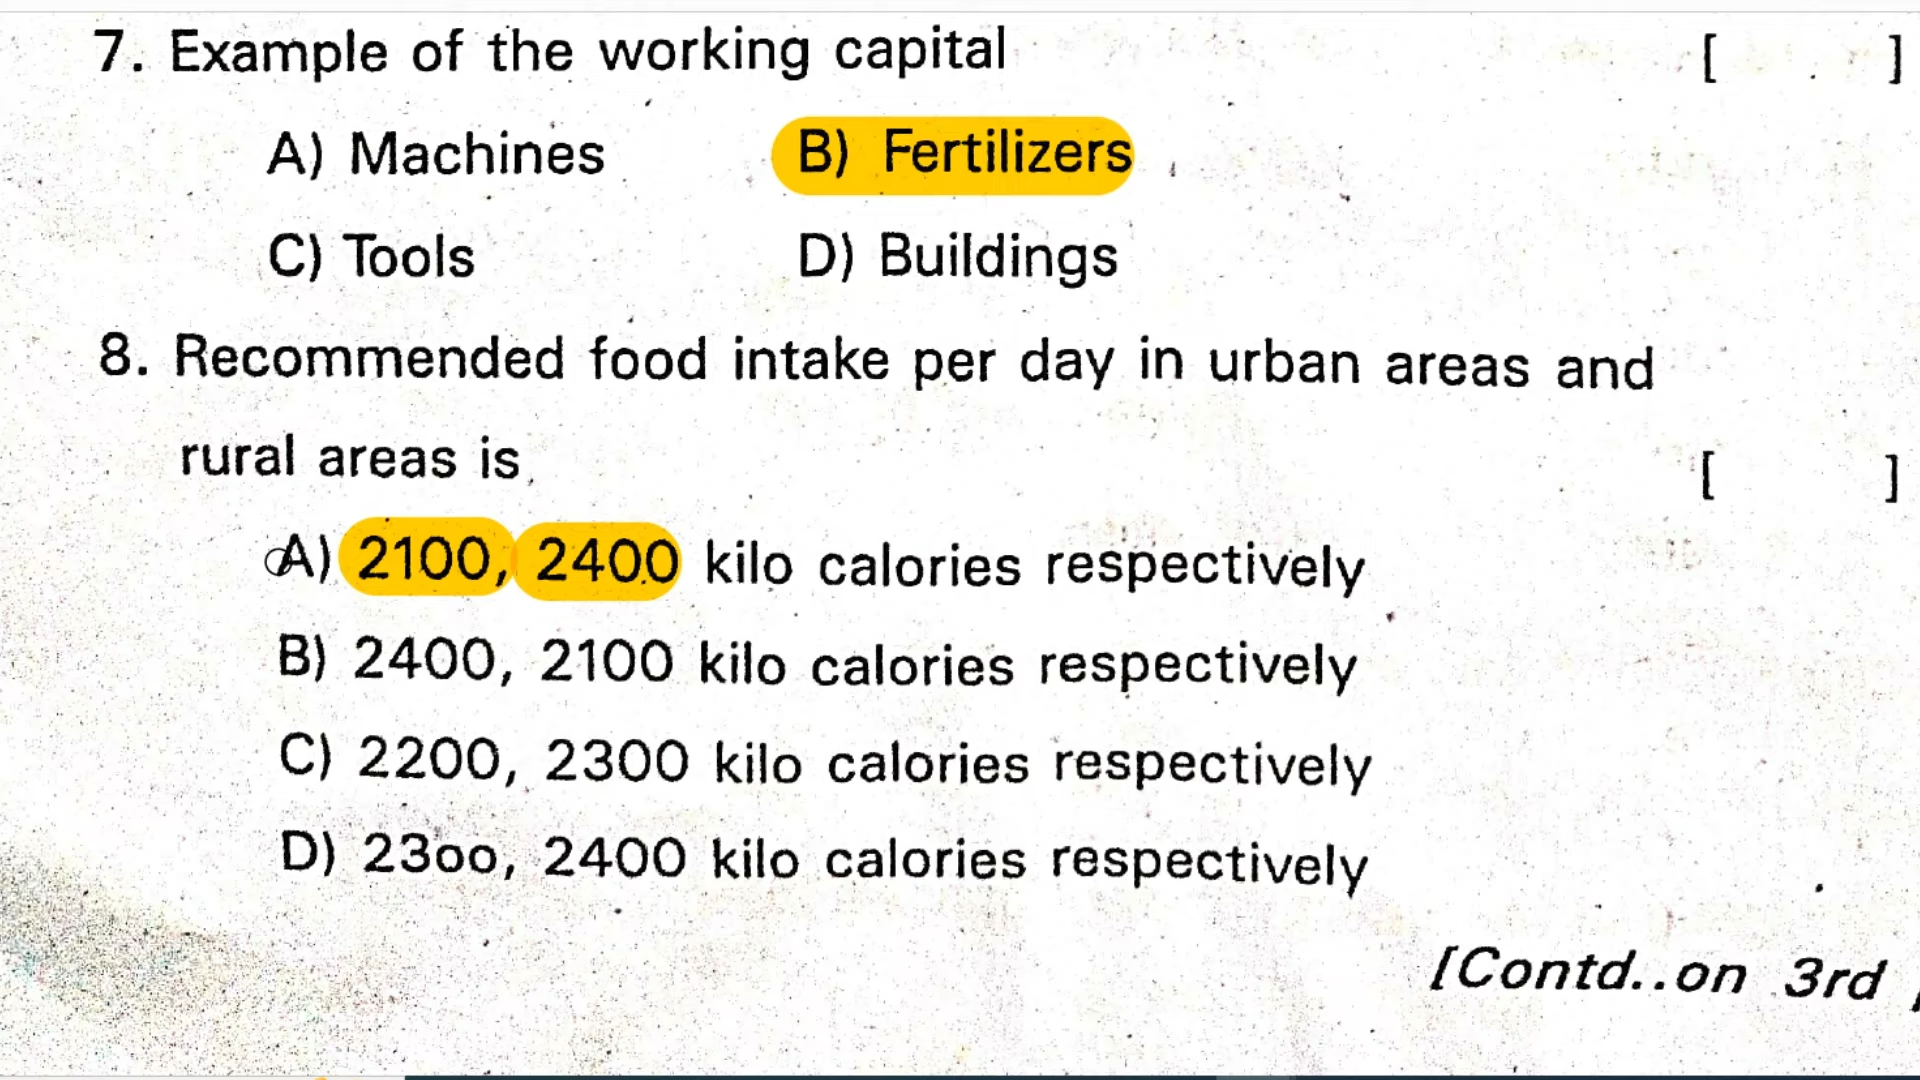 7. Example of the working capital [ ]
A) Machines B) Fertilizers
C) Tools D) Buildings
8. Recommended food intake per day in urban areas and
rural areas is [ ]
A) 2100, 2400 kilo calories respectively
B) 2400, 2100 kilo calories respectively
C) 2200, 2300 kilo calories respectively
D) 23oo, 2400 kilo calories respectively
[Contd..on 3rd